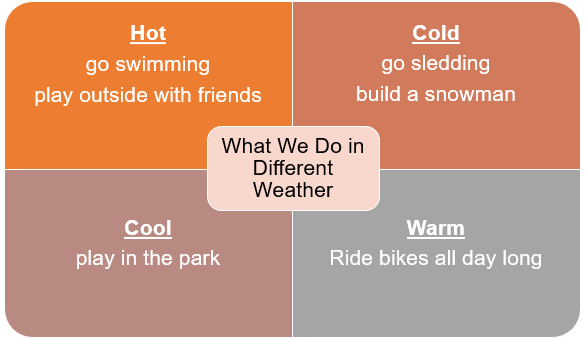 Hot
go swimming
play outside with friends
Cold
go sledding
build a snowman
What We Do in
Different
Weather
Cool
play in the park
Warm
Ride bikes all day long